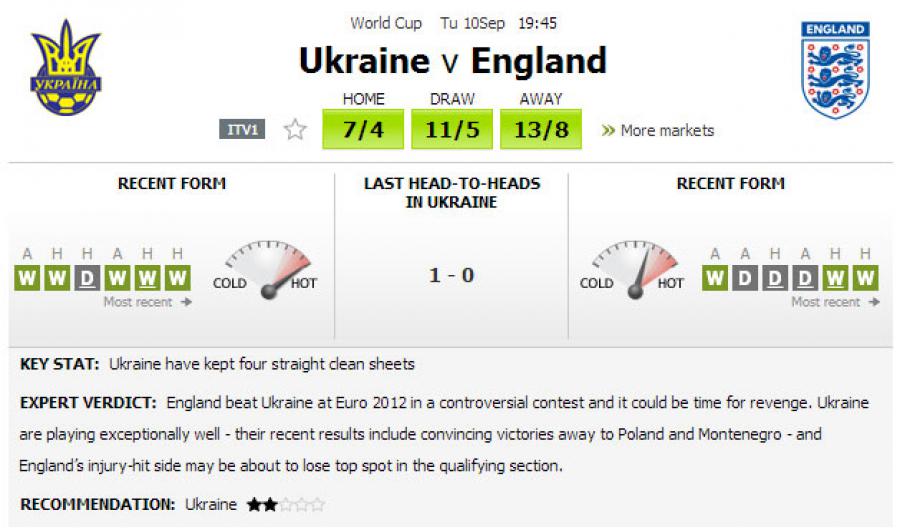 World Cup Tu 10Sep 19:45
Ukraine v England
УКРАЇНА
ENGLAND
HOME DRAW AWAY
ITV1 7/4 11/5 13/8 » More markets
RECENT FORM
A H H A H H
W W D W W W
COLD HOT
Most recent →
LAST HEAD-TO-HEADS
IN UKRAINE
1 - 0
RECENT FORM
COLD HOT
A A H A H H
W D D D W W
Most recent →
KEY STAT: Ukraine have kept four straight clean sheets
EXPERT VERDICT: England beat Ukraine at Euro 2012 in a controversial contest and it could be time for revenge. Ukraine
are playing exceptionally well - their recent results include convincing victories away to Poland and Montenegro - and
England's injury-hit side may be about to lose top spot in the qualifying section.
RECOMMENDATION: Ukraine ★★☆☆☆